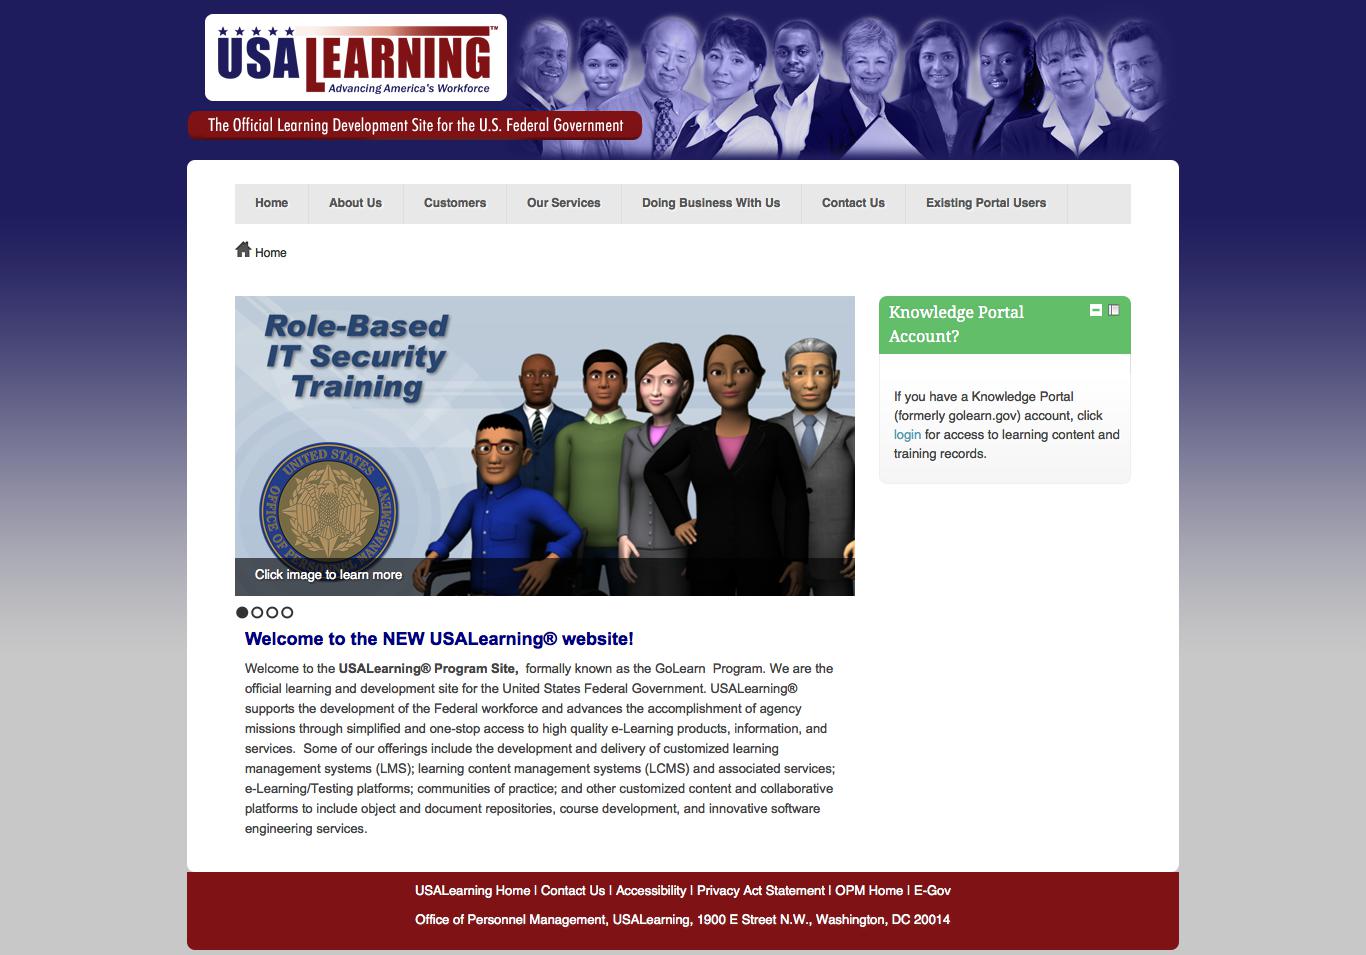 ★★★★★
USALEARNING™
Advancing America's Workforce
The Official Learning Development Site for the U.S. Federal Government
Home
About Us
Customers
Our Services
Doing Business With Us
Contact Us
Existing Portal Users
Home
Role-Based
IT Security
Training
UNITED STATES
OFFICE OF PERSONNEL MANAGEMENT
Click image to learn more
Knowledge Portal
Account?
If you have a Knowledge Portal
(formerly golearn.gov) account, click
login for access to learning content and
training records.
Welcome to the NEW USALearning® website!
Welcome to the USALearning® Program Site,  formally known as the GoLearn  Program. We are the
official learning and development site for the United States Federal Government. USALearning®
supports the development of the Federal workforce and advances the accomplishment of agency
missions through simplified and one-stop access to high quality e-Learning products, information, and
services.  Some of our offerings include the development and delivery of customized learning
management systems (LMS); learning content management systems (LCMS) and associated services;
e-Learning/Testing platforms; communities of practice; and other customized content and collaborative
platforms to include object and document repositories, course development, and innovative software
engineering services.
USALearning Home | Contact Us | Accessibility | Privacy Act Statement | OPM Home | E-Gov
Office of Personnel Management, USALearning, 1900 E Street N.W., Washington, DC 20014